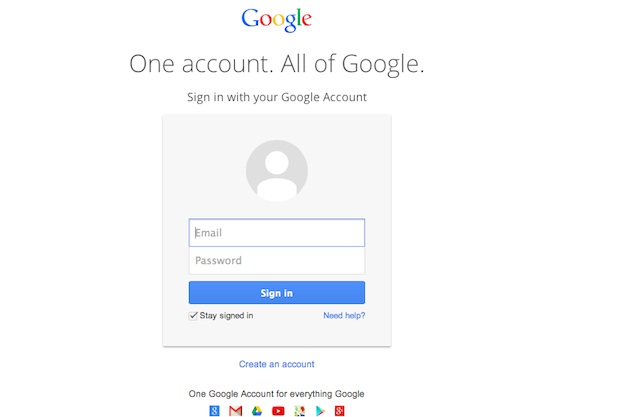 Google
One account. All of Google.
Sign in with your Google Account
Email
Password
Sign in
Stay signed in Need help?
Create an account
One Google Account for everything Google